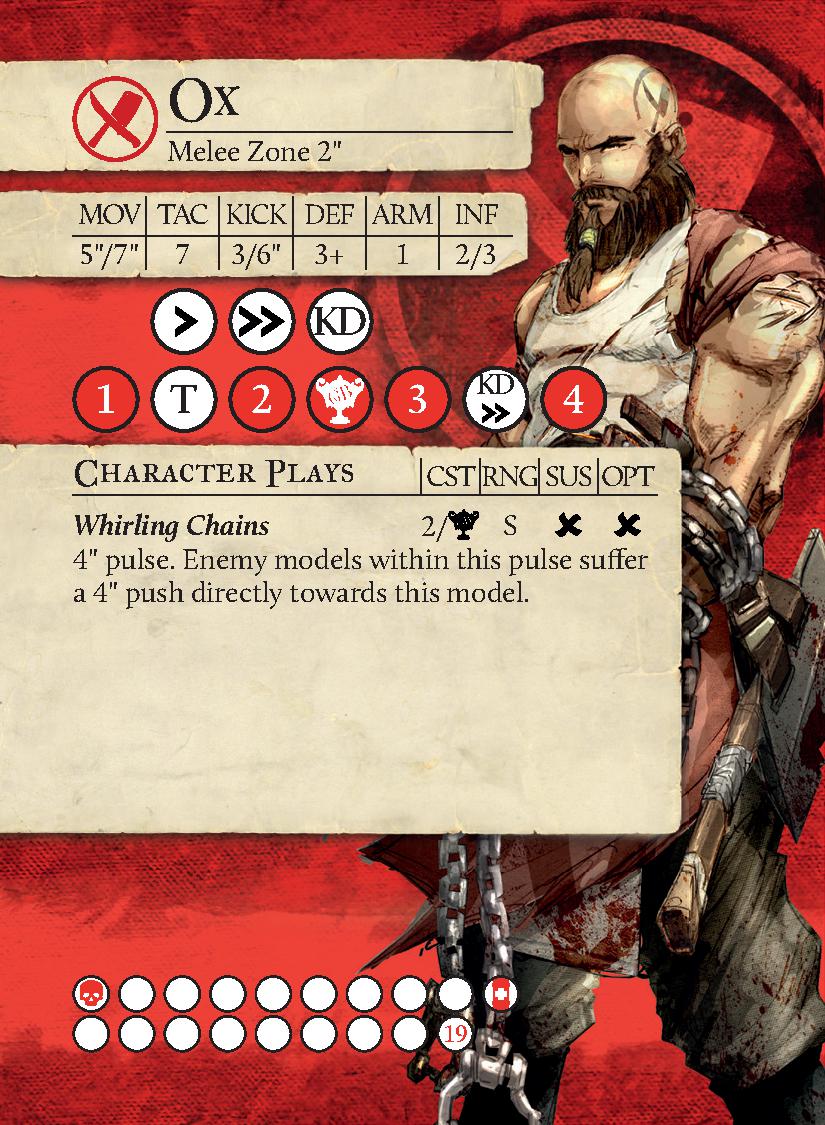 Ox
Melee Zone 2"
MOV TAC KICK DEF ARM INF
5"/7" 7 3/6" 3+ 1 2/3
> >> KD
1 T 2 3 KD >> 4
Character Plays CST RNG SUS OPT
Whirling Chains 2/ S ✖ ✖
4" pulse. Enemy models within this pulse suffer
a 4" push directly towards this model.
19